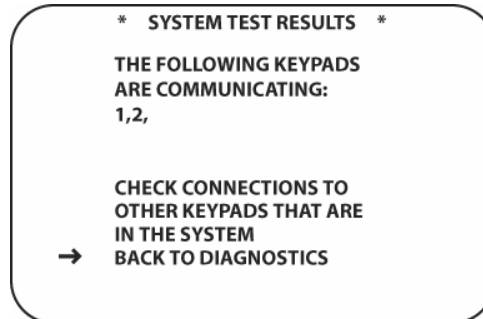 * SYSTEM TEST RESULTS *
THE FOLLOWING KEYPADS
ARE COMMUNICATING:
1,2,
CHECK CONNECTIONS TO
OTHER KEYPADS THAT ARE
IN THE SYSTEM
→ BACK TO DIAGNOSTICS